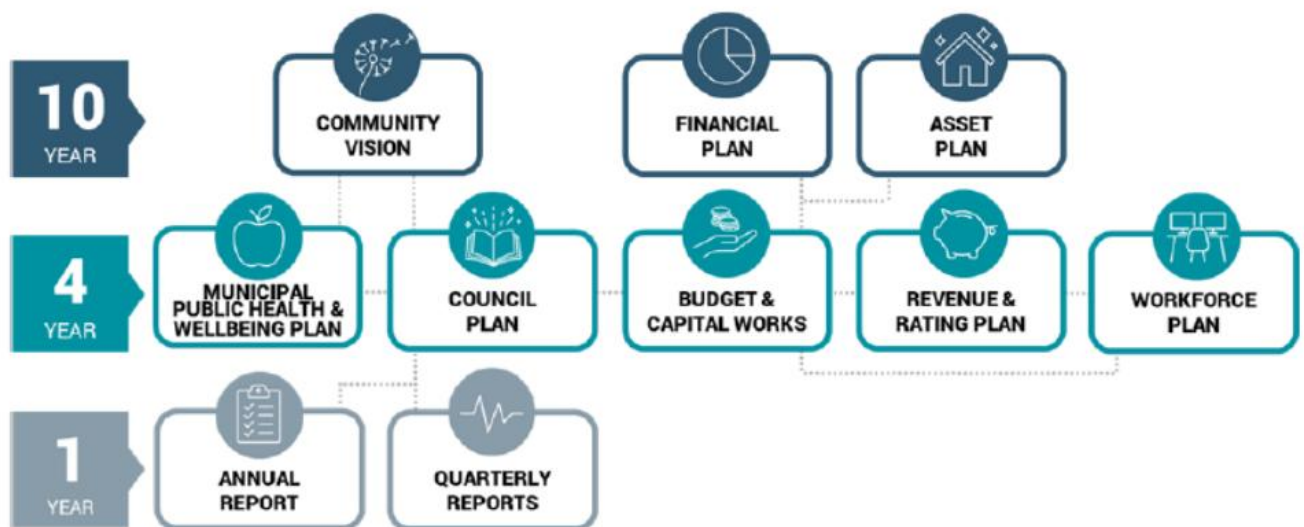 10
YEAR
COMMUNITY
VISION
FINANCIAL
PLAN
ASSET
PLAN
4
YEAR
MUNICIPAL
PUBLIC HEALTH &
WELLBEING PLAN
COUNCIL
PLAN
BUDGET &
CAPITAL WORKS
REVENUE &
RATING PLAN
WORKFORCE
PLAN
1
YEAR
ANNUAL
REPORT
QUARTERLY
REPORTS